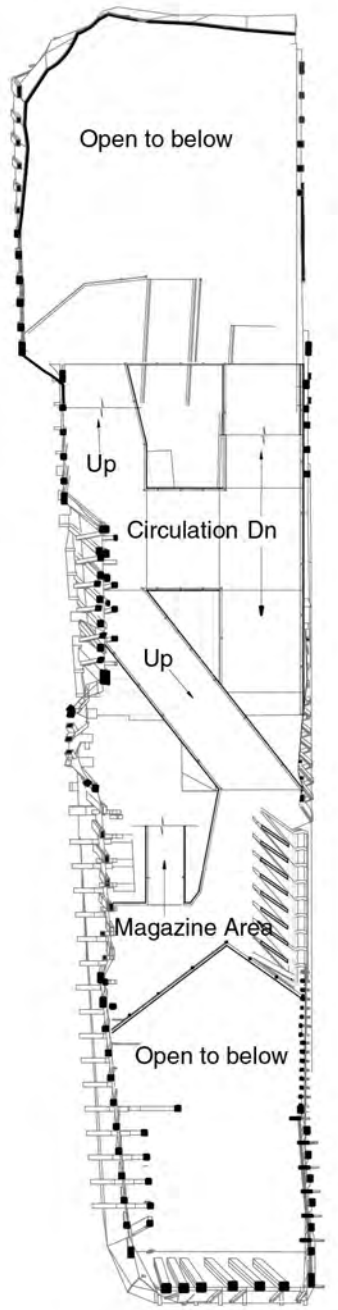 Open to below
Up
Circulation Dn
Up
Magazine Area
Open to below